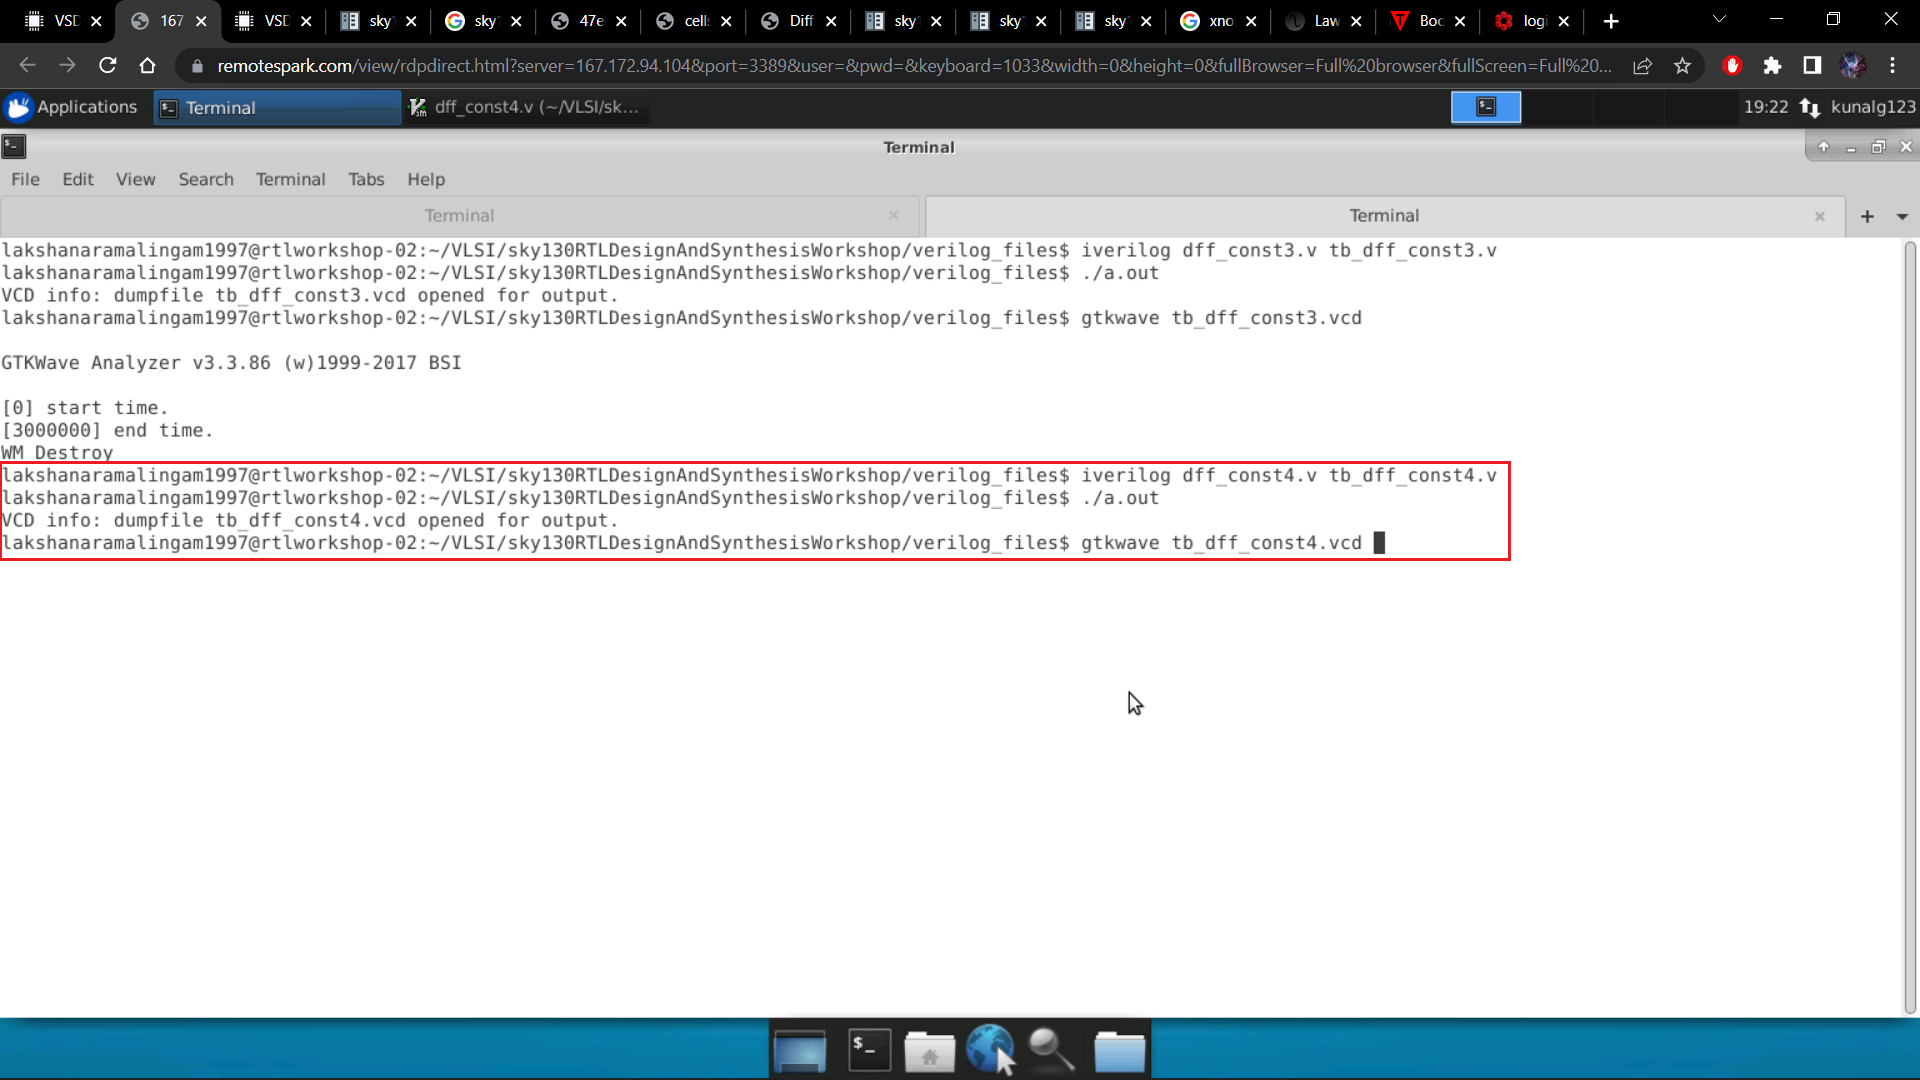 VSD
167
VSD
sky
sky
47e
cell
Diff
sky
sky
sky
xno
Law
Boc
logi
remotespark.com/view/rdpdirect.html?server=167.172.94.104&port=3389&user=&pwd=&keyboard=1033&width=0&height=0&fullBrowser=Full%20browser&fullScreen=Full%20...
Applications
Terminal
dff_const4.v (~/VLSI/sk...
19:22
kunalg123
Terminal
File Edit View Search Terminal Tabs Help
Terminal
Terminal
lakshanaramalingam1997@rtlworkshop-02:~/VLSI/sky130RTLDesignAndSynthesisWorkshop/verilog_files$ iverilog dff_const3.v tb_dff_const3.v
lakshanaramalingam1997@rtlworkshop-02:~/VLSI/sky130RTLDesignAndSynthesisWorkshop/verilog_files$ ./a.out
VCD info: dumpfile tb_dff_const3.vcd opened for output.
lakshanaramalingam1997@rtlworkshop-02:~/VLSI/sky130RTLDesignAndSynthesisWorkshop/verilog_files$ gtkwave tb_dff_const3.vcd
GTKWave Analyzer v3.3.86 (w)1999-2017 BSI
[0] start time.
[3000000] end time.
WM Destroy
lakshanaramalingam1997@rtlworkshop-02:~/VLSI/sky130RTLDesignAndSynthesisWorkshop/verilog_files$ iverilog dff_const4.v tb_dff_const4.v
lakshanaramalingam1997@rtlworkshop-02:~/VLSI/sky130RTLDesignAndSynthesisWorkshop/verilog_files$ ./a.out
VCD info: dumpfile tb_dff_const4.vcd opened for output.
lakshanaramalingam1997@rtlworkshop-02:~/VLSI/sky130RTLDesignAndSynthesisWorkshop/verilog_files$ gtkwave tb_dff_const4.vcd